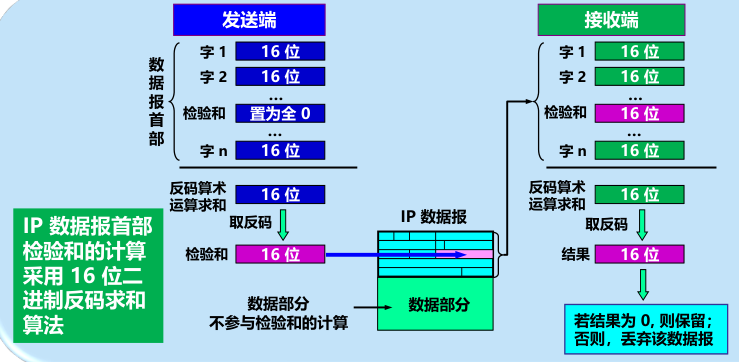 发送端
数
据
报
首
部
字 1
16 位
字 2
16 位
...
检验和
置为全 0
...
字 n
16 位
反码算术
运算求和
16 位
取反码
检验和
16 位
IP 数据报首部
检验和的计算
采用 16 位二
进制反码求和
算法
IP 数据报
数据部分
数据部分
不参与检验和的计算
接收端
字 1
16 位
字 2
16 位
...
检验和
16 位
...
字 n
16 位
反码算术
运算求和
16 位
取反码
结果
16 位
若结果为 0, 则保留；
否则，丢弃该数据报